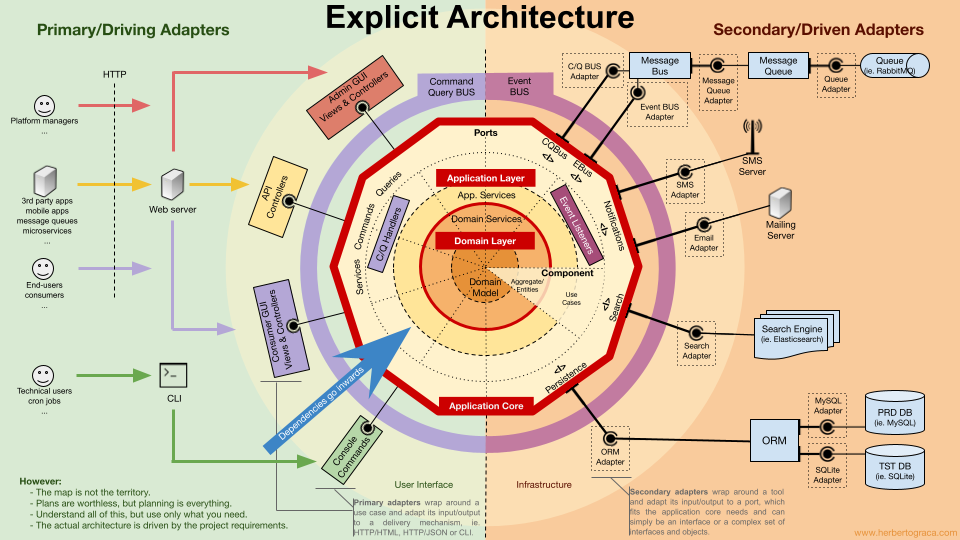 Explicit Architecture
Primary/Driving Adapters
Secondary/Driven Adapters
HTTP
Platform managers
...
3rd party apps
mobile apps
message queues
microservices
...
End-users
consumers
...
Technical users
cron jobs
...
Web server
CLI
Admin GUI
Views & Controllers
API
Controllers
Consumer GUI
Views & Controllers
Console
Commands
Dependencies go inwards
Command
Query BUS
Event
BUS
Ports
Application Layer
App. Services
Domain Services
Domain Layer
Domain
Model
Component
Aggregate/
Entities
Use
Cases
Application Core
Services
Commands
Queries
C/Q Handlers
Event Listeners
CQBus
</>
EBus
</>
Notifications
</>
Search
</>
Persistence
</>
C/Q BUS
Adapter
Message
Bus
Event BUS
Adapter
Message
Queue
Adapter
Message
Queue
Queue
Adapter
Queue
(ie. RabbitMQ)
SMS
Adapter
SMS
Server
Email
Adapter
Mailing
Server
Search
Adapter
Search Engine
(ie. Elasticsearch)
ORM
Adapter
ORM
MySQL
Adapter
PRD DB
(ie. MySQL)
SQLite
Adapter
TST DB
(ie. SQLite)
User Interface
Infrastructure
However:
- The map is not the territory.
- Plans are worthless, but planning is everything.
- Understand all of this, but use only what you need.
- The actual architecture is driven by the project requirements.
Primary adapters wrap around a
use case and adapt its input/output
to a delivery mechanism, ie.
HTTP/HTML, HTTP/JSON or CLI.
Secondary adapters wrap around a tool
and adapt its input/output to a port, which
fits the application core needs and can
simply be an interface or a complex set of
interfaces and objects.
www.herbertograca.com